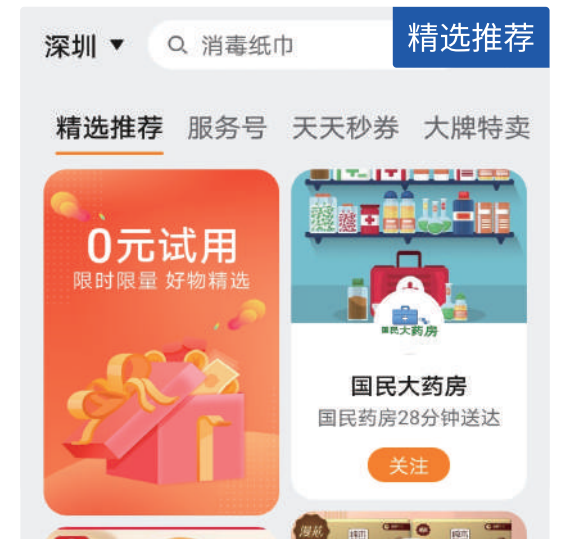 深圳
消毒纸巾
精选推荐
精选推荐 服务号 天天秒券 大牌特卖
0元试用
限时限量 好物精选
国民大药房
国民大药房
国民药房28分钟送达
关注